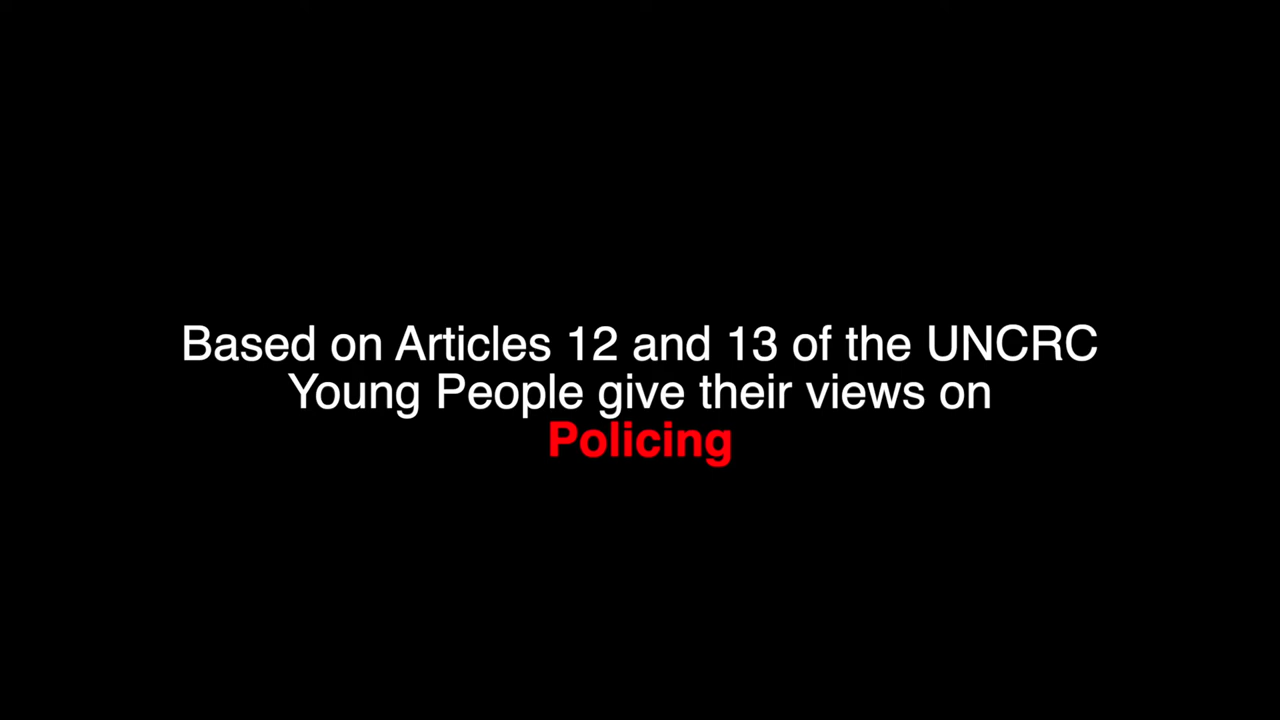 Based on Articles 12 and 13 of the UNCRC
Young People give their views on
Policing